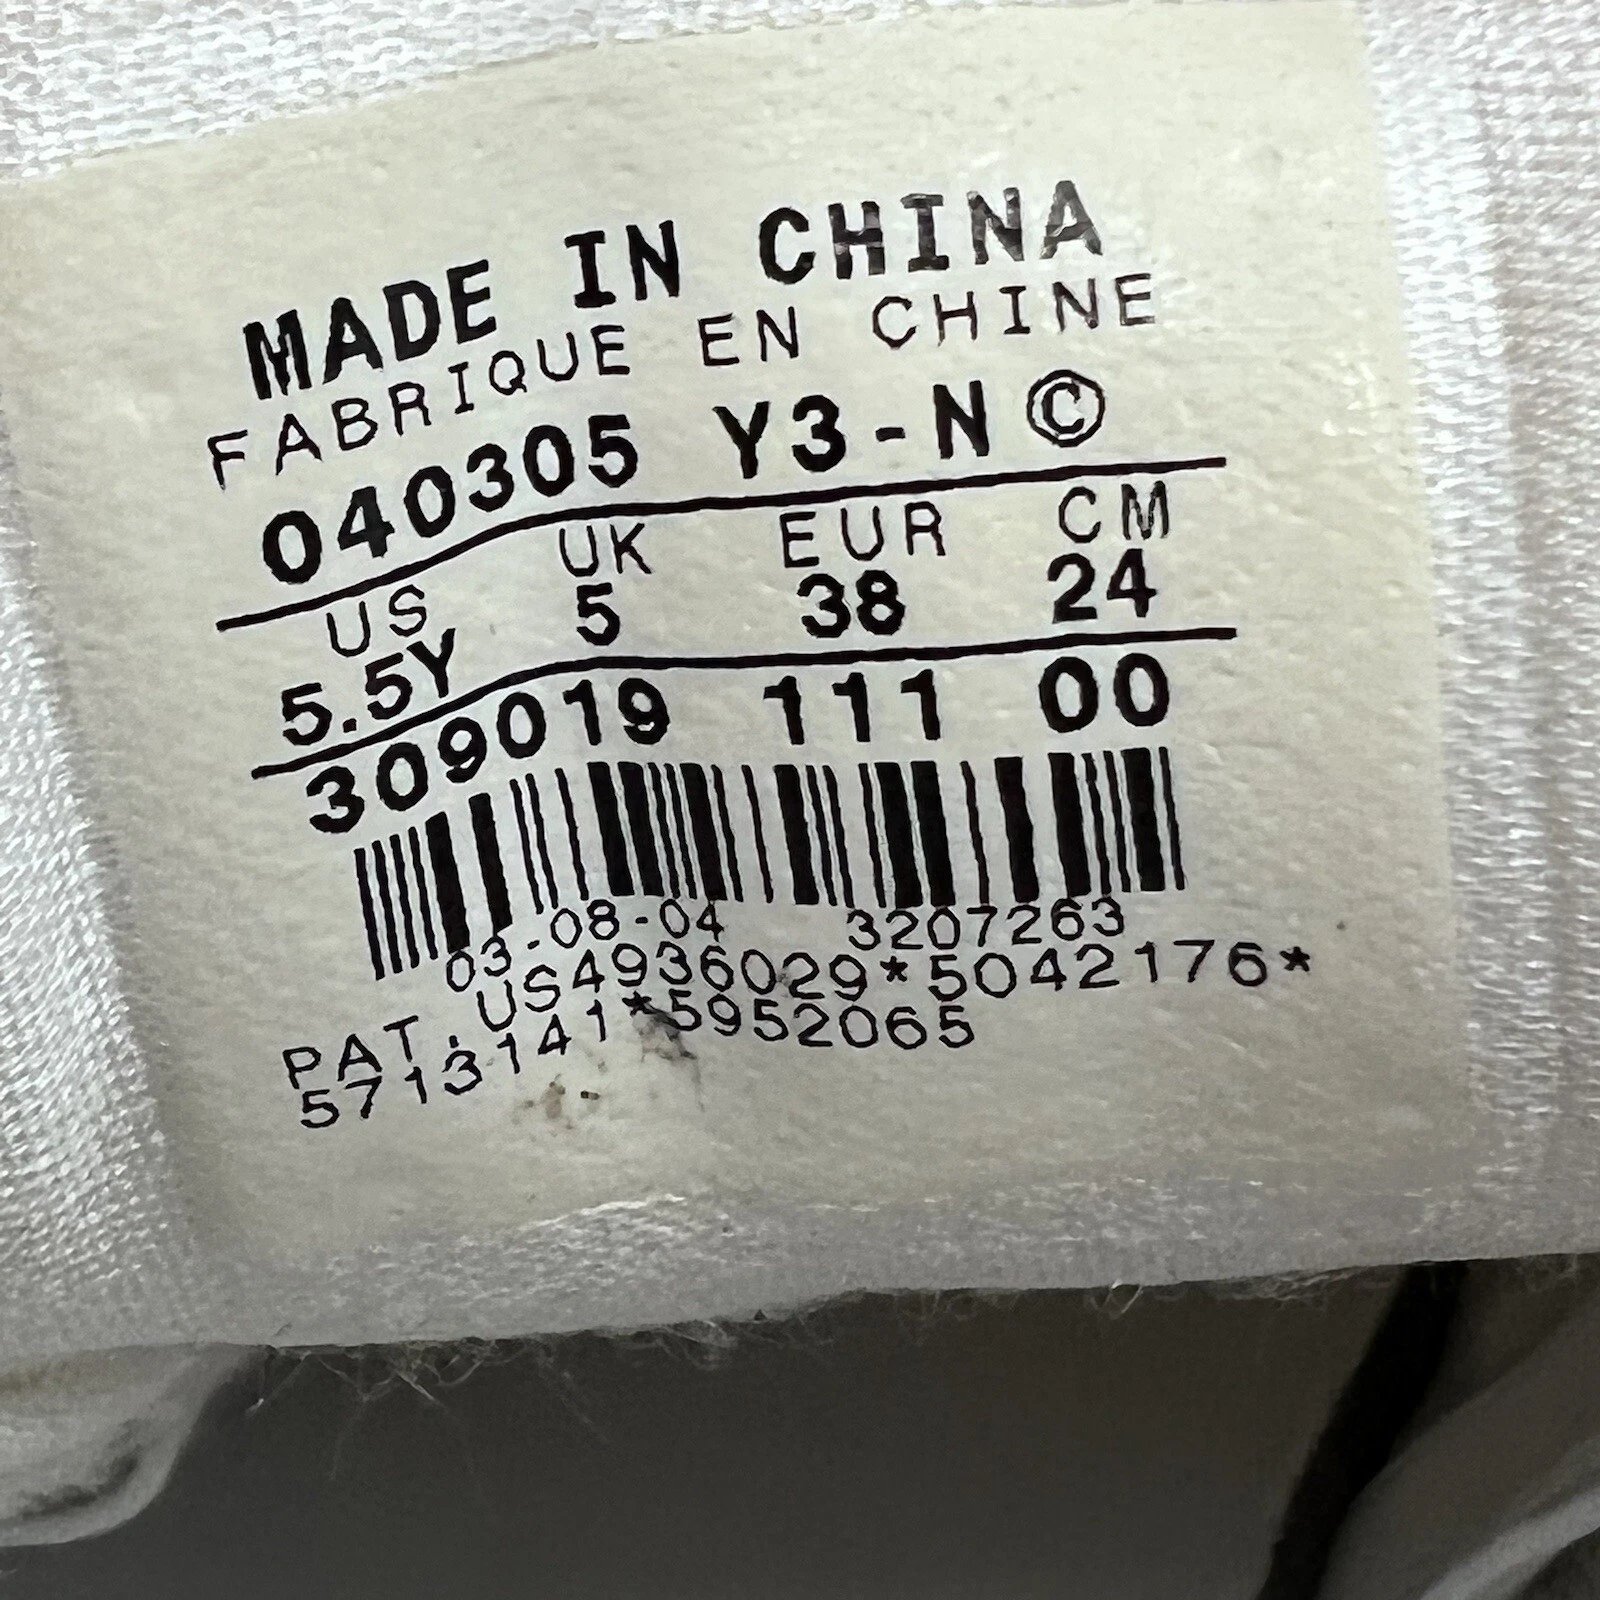 MADE IN CHINA
FABRIQUE EN CHINE
040305 Y3-N ©
US UK EUR CM
5.5Y 5 38 24
309019 111 00
03-08-04 3207263
PAT. US4936029*5042176*
5713141*5952065